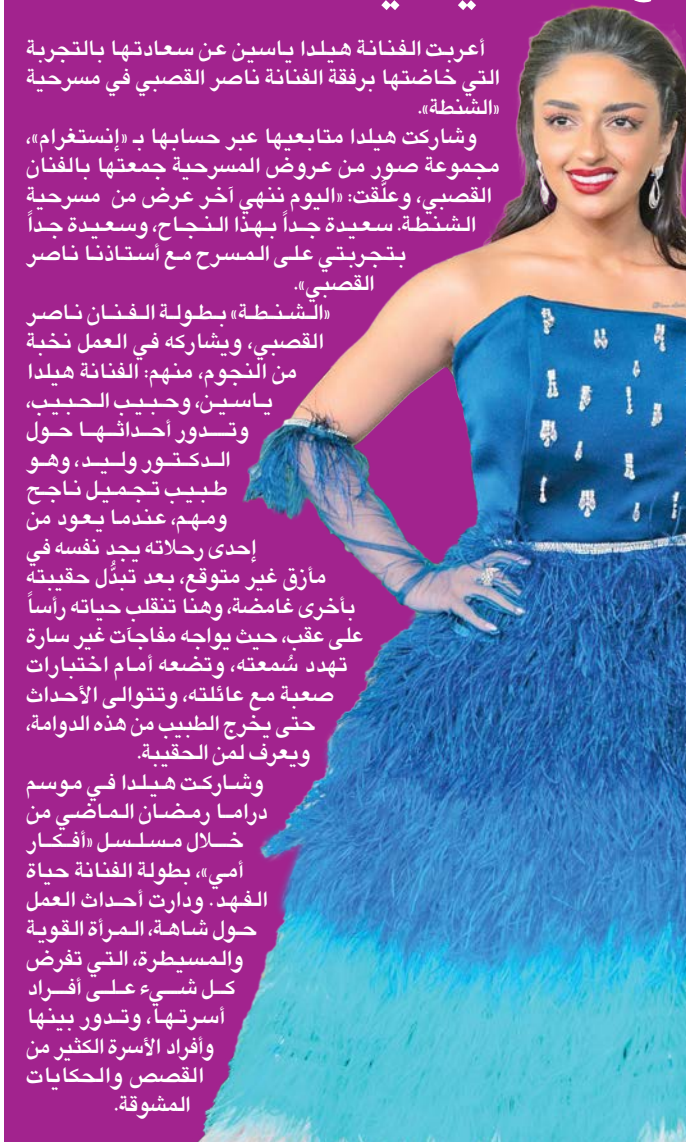 أعربت الفنانة هيلدا ياسين عن سعادتها بالتجربة
التي خاضتها برفقة الفنانة ناصر القصبي في مسرحية
«الشنطة».
وشاركت هيلدا متابعيها عبر حسابها بـ «إنستغرام»،
مجموعة صور من عروض المسرحية جمعتها بالفنان
القصبي، وعلَّقت: «اليوم ننهي آخر عرض من مسرحية
الشنطة. سعيدة جداً بهذا النجاح، وسعيدة جداً
بتجربتي على المسرح مع أستاذنا ناصر
القصبي».
«الشنطة» بطولة الفنان ناصر
القصبي، ويشاركه في العمل نخبة
من النجوم، منهم: الفنانة هيلدا
ياسين، وحبيب الحبيب،
وتدور أحداثها حول
الدكتور وليد، وهو
طبيب تجميل ناجح
ومهم، عندما يعود من
إحدى رحلاته يجد نفسه في
مأزق غير متوقع، بعد تبدُّل حقيبته
بأخرى غامضة، وهنا تنقلب حياته رأساً
على عقب، حيث يواجه مفاجآت غير سارة
تهدد سُمعته، وتضعه أمام اختبارات
صعبة مع عائلته، وتتوالى الأحداث
حتى يخرج الطبيب من هذه الدوامة،
ويعرف لمن الحقيبة.
وشاركت هيلدا في موسم
دراما رمضان الماضي من
خلال مسلسل «أفكار
أمي»، بطولة الفنانة حياة
الفهد. ودارت أحداث العمل
حول شاهة، المرأة القوية
والمسيطرة، التي تفرض
كل شيء على أفراد
أسرتها، وتدور بينها
وأفراد الأسرة الكثير من
القصص والحكايات
المشوقة.